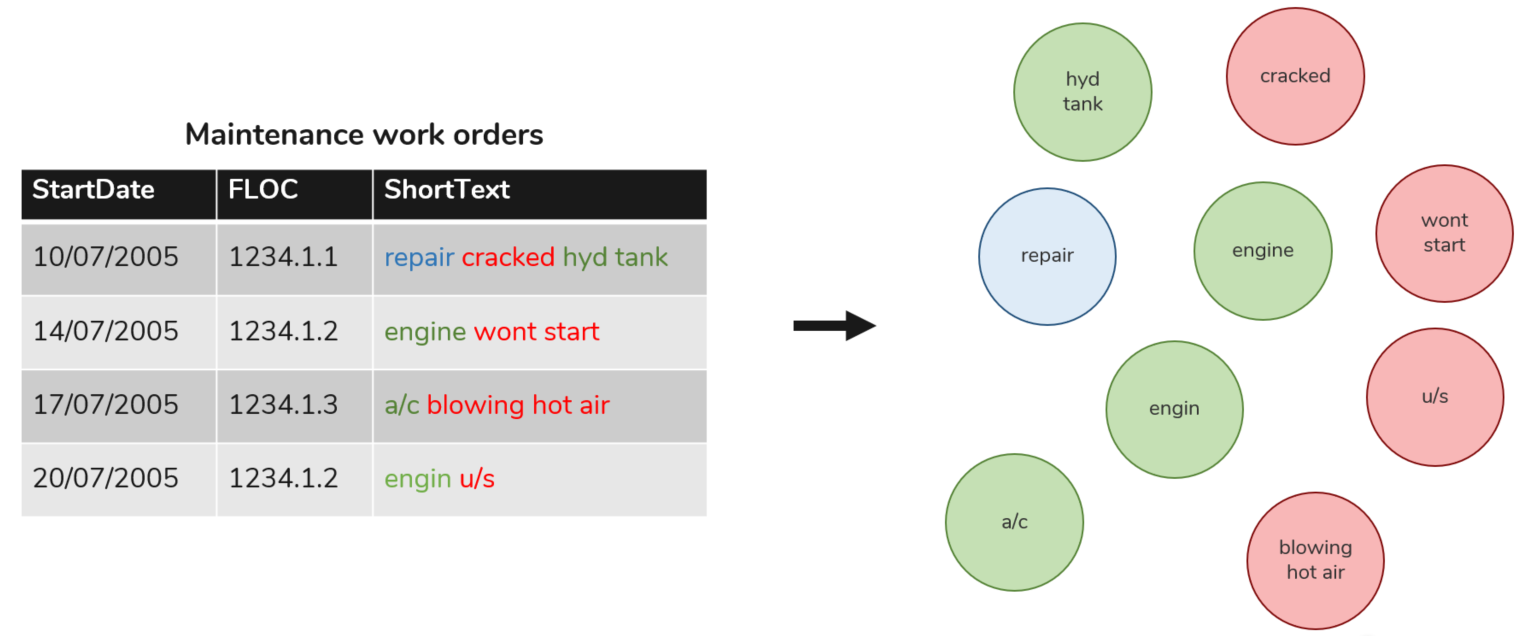 Maintenance work orders
StartDate FLOC ShortText
10/07/2005 1234.1.1 repair cracked hyd tank
14/07/2005 1234.1.2 engine wont start
17/07/2005 1234.1.3 a/c blowing hot air
20/07/2005 1234.1.2 engin u/s
hyd
tank
cracked
repair
engine
wont
start
engin
u/s
a/c
blowing
hot air